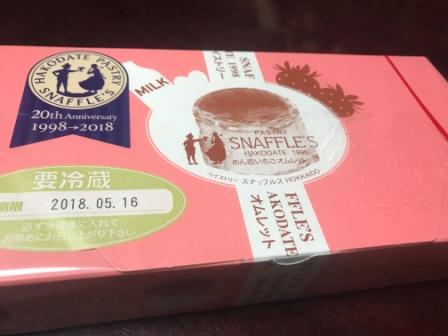 HAKODATE PASTRY
SNAFFLE'S
20th Anniversary
1998→2018
MILK
PASTRY
SNAFFLE'S
HAKODATE 1998
めん恋いちごオムレット
ペイストリー スナッフルス HOKKAIDO
SNAF
AKODATE 1998
イストリー
FFLE'S
AKODATE
オムレット
要冷蔵
期限
2018.05.16
必ず冷蔵庫に入れて
お早めにお召し上がり下さい